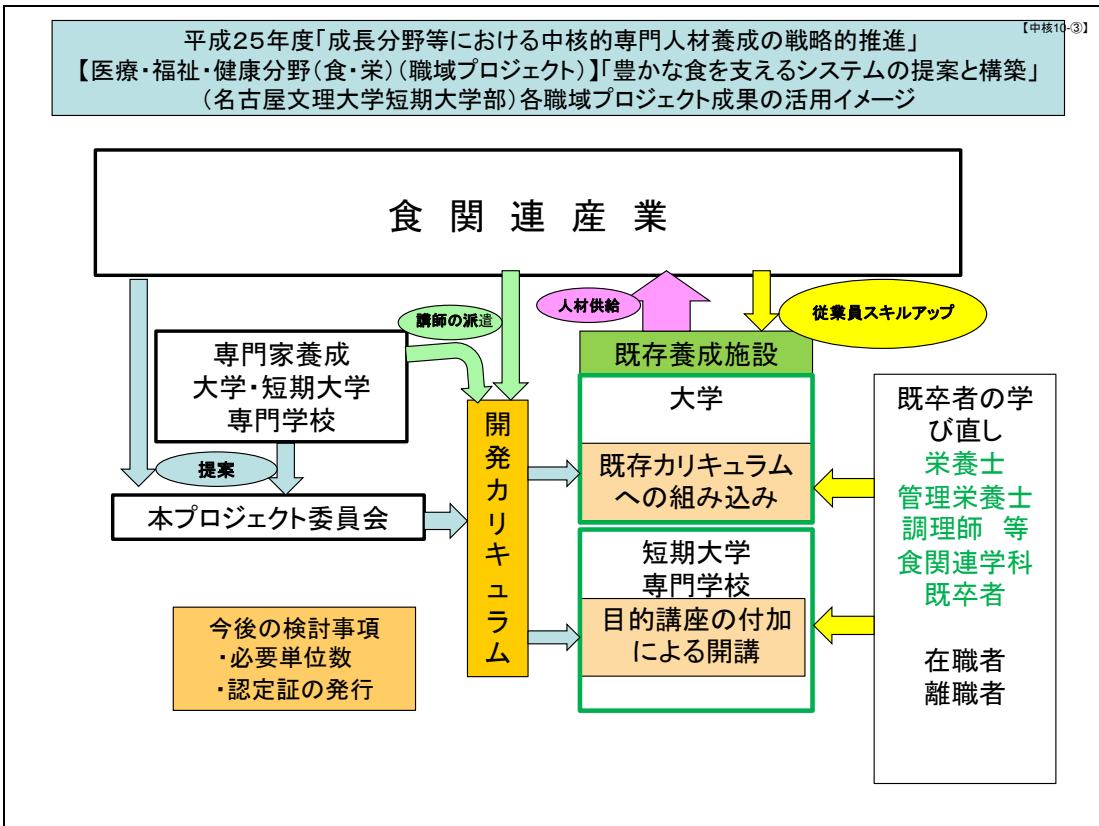 【中核10-③】
平成25年度「成長分野等における中核的専門人材養成の戦略的推進」
【医療・福祉・健康分野(食・栄)(職域プロジェクト)】「豊かな食を支えるシステムの提案と構築」
(名古屋文理大学短期大学部)各職域プロジェクト成果の活用イメージ
食関連産業
講師の派遣
人材供給
従業員スキルアップ
専門家養成
大学・短期大学
専門学校
提案
本プロジェクト委員会
開発カリキュラム
既存養成施設
大学
既存カリキュラム
への組み込み
短期大学
専門学校
目的講座の付加
による開講
既卒者の学
び直し
栄養士
管理栄養士
調理師 等
食関連学科
既卒者
在職者
離職者
今後の検討事項
・必要単位数
・認定証の発行